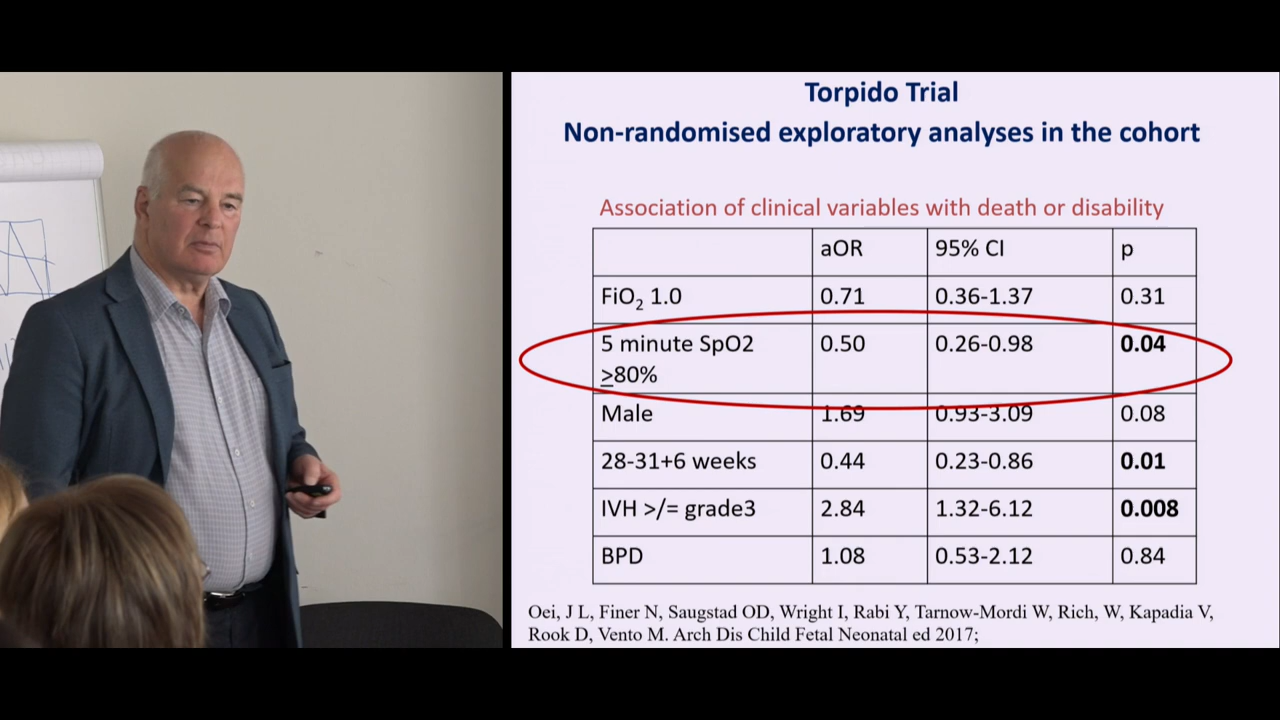 Torpido Trial
Non-randomised exploratory analyses in the cohort
Association of clinical variables with death or disability
aOR 95% CI p
FiO₂ 1.0 0.71 0.36-1.37 0.31
5 minute SpO2 0.50 0.26-0.98 0.04
≥80%
Male 1.69 0.93-3.09 0.08
28-31+6 weeks 0.44 0.23-0.86 0.01
IVH >/= grade3 2.84 1.32-6.12 0.008
BPD 1.08 0.53-2.12 0.84
Oei, J L, Finer N, Saugstad OD, Wright I, Rabi Y, Tarnow-Mordi W, Rich, W, Kapadia V,
Rook D, Vento M. Arch Dis Child Fetal Neonatal ed 2017;